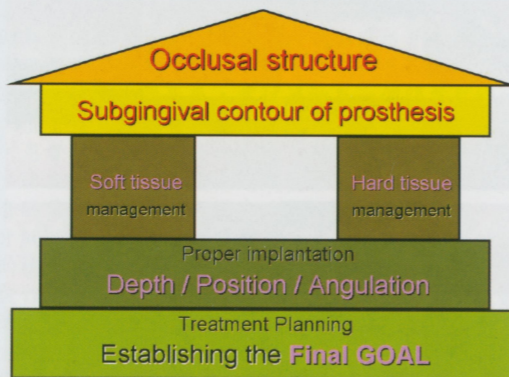 Occlusal structure
Subgingival contour of prosthesis
Soft tissue
management
Hard tissue
management
Proper implantation
Depth / Position / Angulation
Treatment Planning
Establishing the Final GOAL